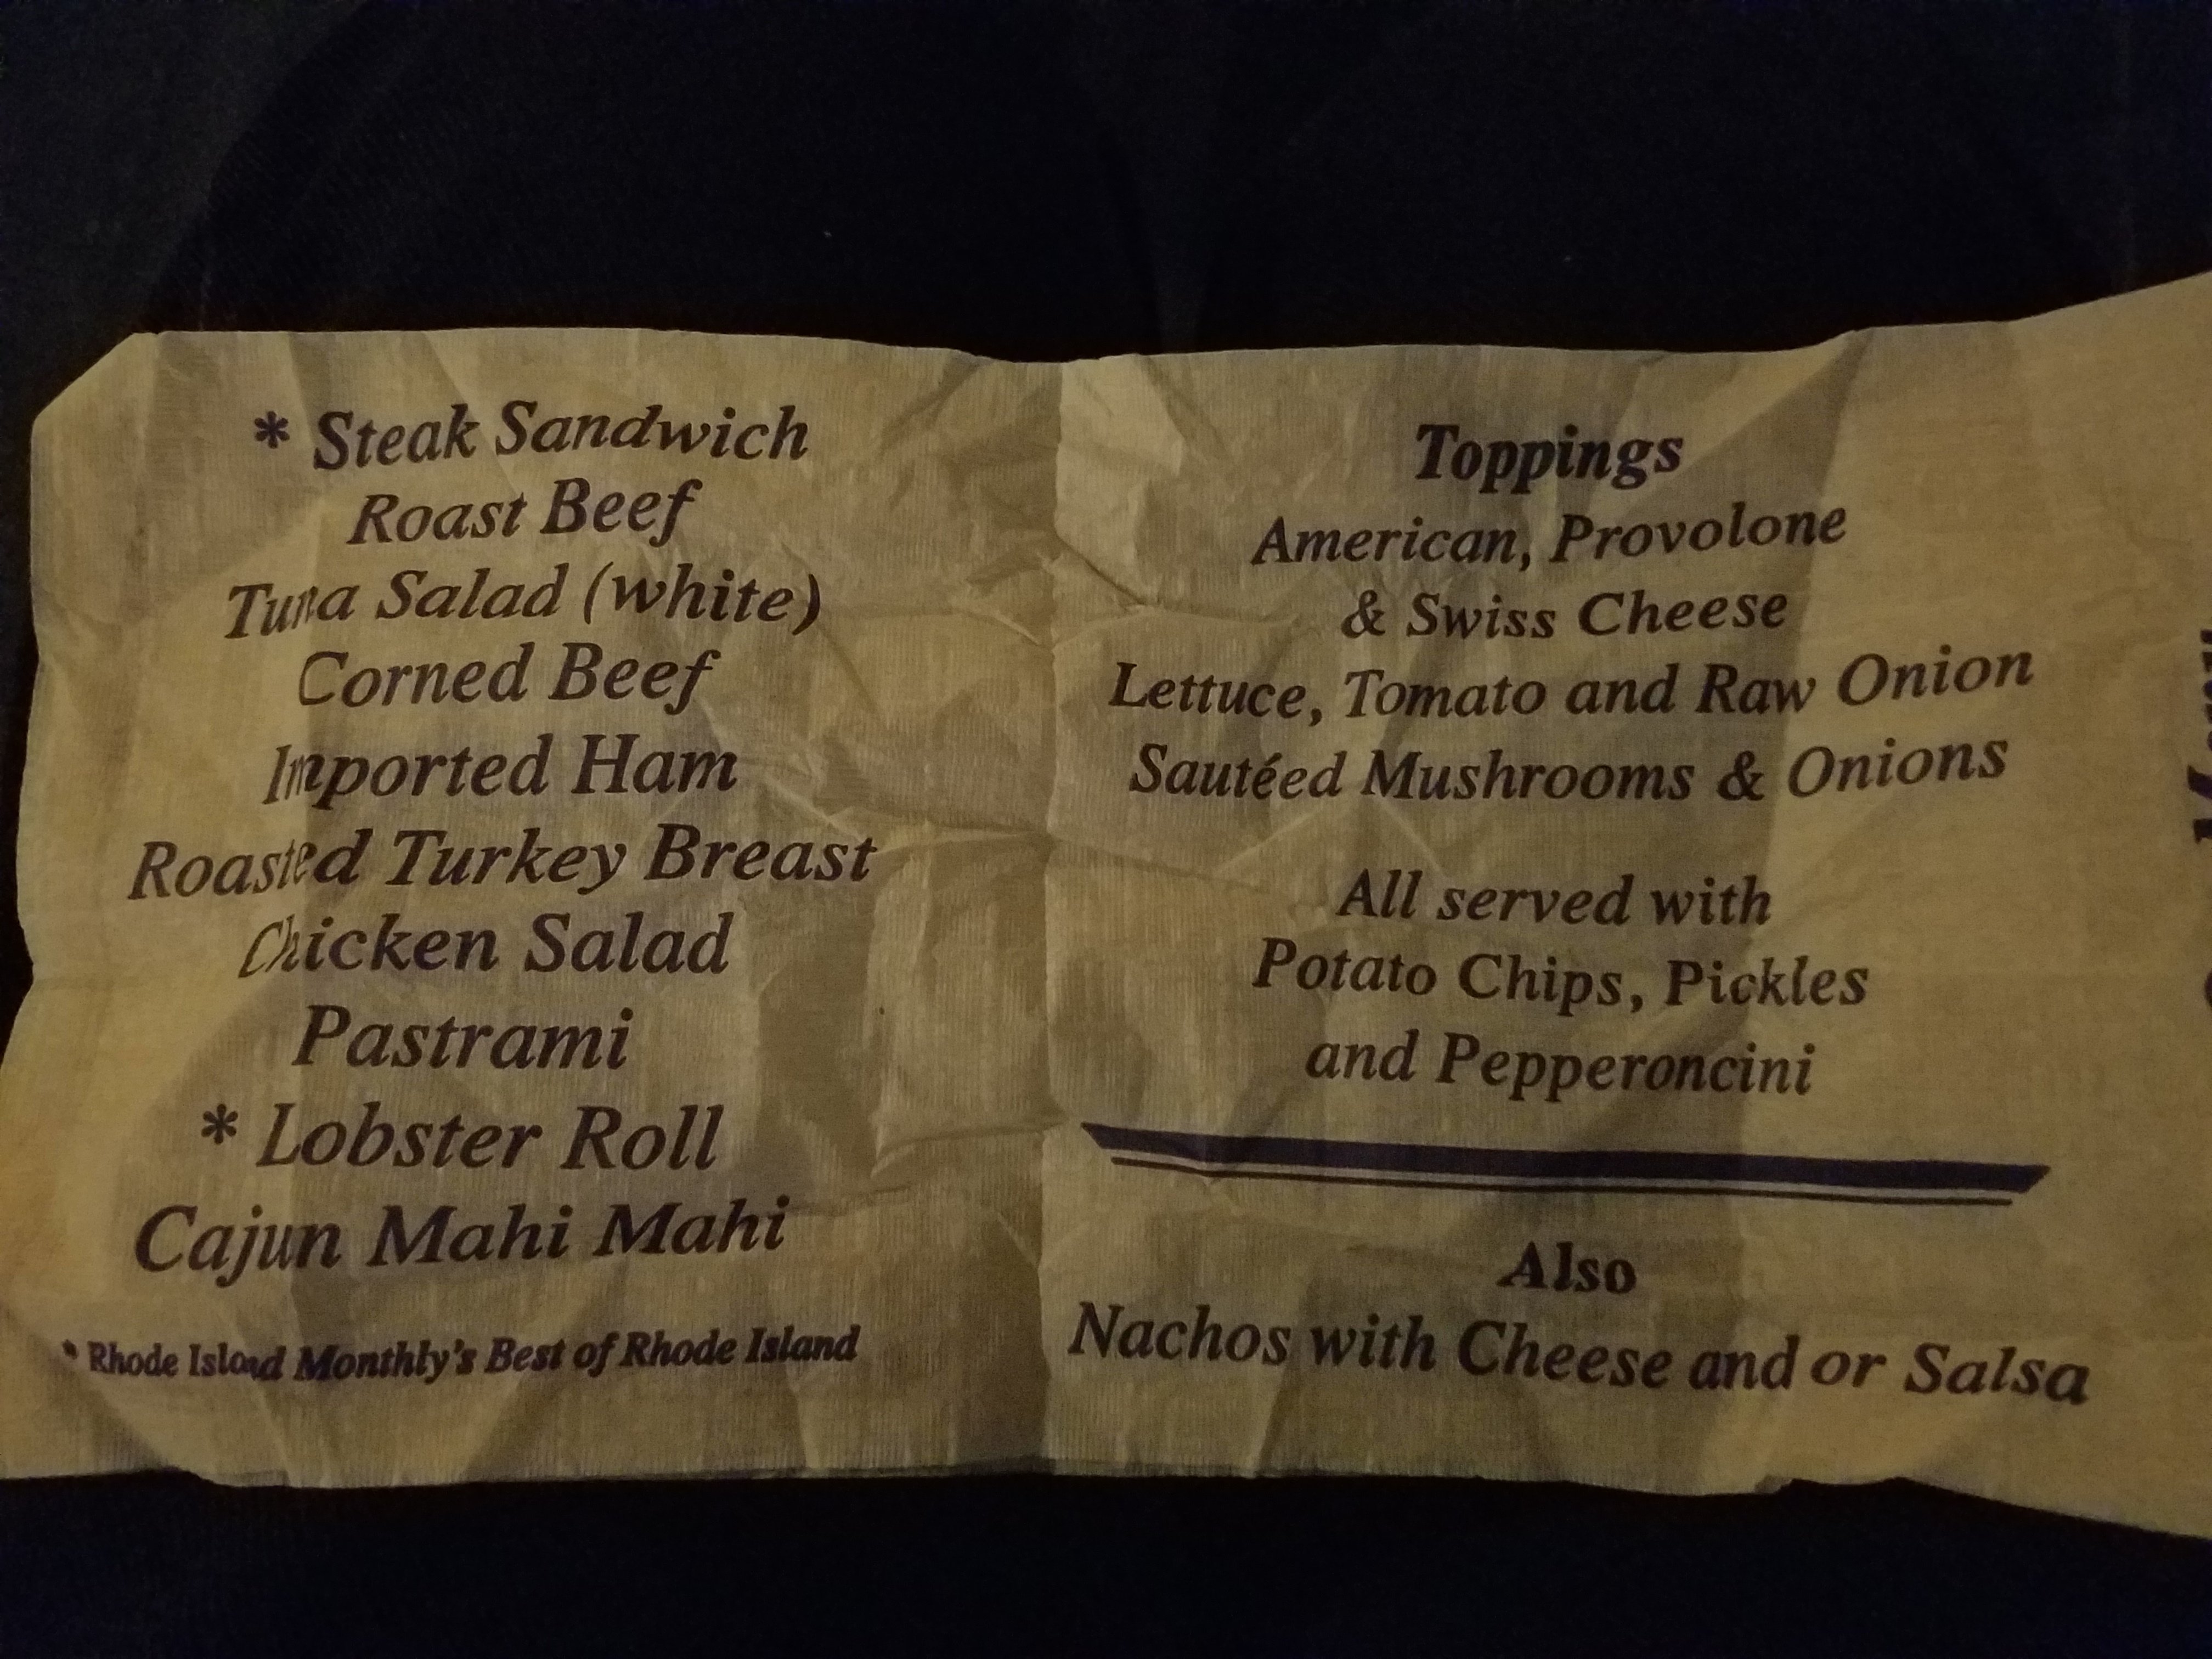 * Steak Sandwich
Roast Beef
Tuna Salad (white)
Corned Beef
Imported Ham
Roasted Turkey Breast
Chicken Salad
Pastrami
* Lobster Roll
Cajun Mahi Mahi
* Rhode Island Monthly's Best of Rhode Island
Toppings
American, Provolone
& Swiss Cheese
Lettuce, Tomato and Raw Onion
Sautéed Mushrooms & Onions
All served with
Potato Chips, Pickles
and Pepperoncini
Also
Nachos with Cheese and or Salsa